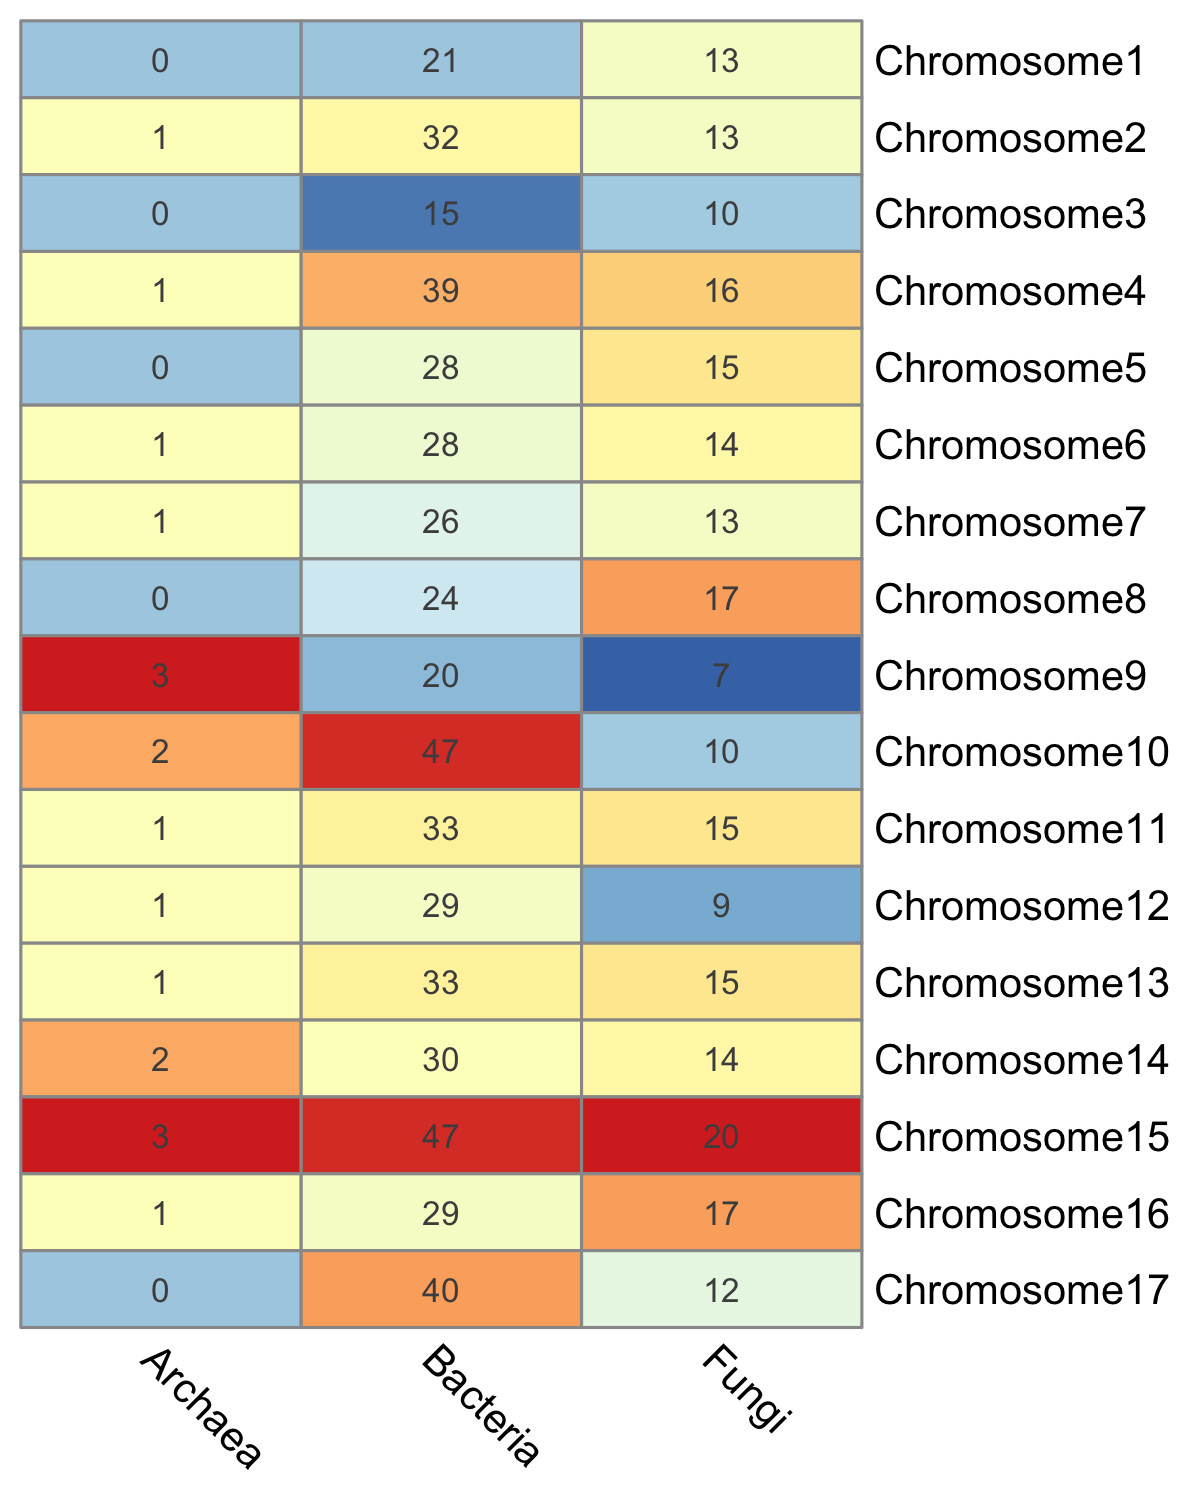 0 21 13 Chromosome1
1 32 13 Chromosome2
0 15 10 Chromosome3
1 39 16 Chromosome4
0 28 15 Chromosome5
1 28 14 Chromosome6
1 26 13 Chromosome7
0 24 17 Chromosome8
3 20 7 Chromosome9
2 47 10 Chromosome10
1 33 15 Chromosome11
1 29 9 Chromosome12
1 33 15 Chromosome13
2 30 14 Chromosome14
3 47 20 Chromosome15
1 29 17 Chromosome16
0 40 12 Chromosome17
Archaea Bacteria Fungi